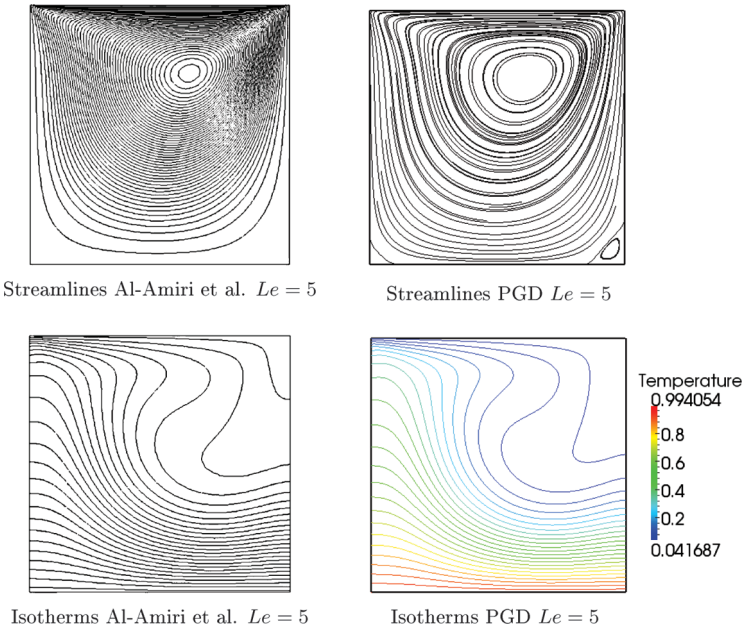 Streamlines Al-Amiri et al. Le = 5
Streamlines PGD Le = 5
Temperature
0.994054
0.8
0.6
0.4
0.2
0.041687
Isotherms Al-Amiri et al. Le = 5
Isotherms PGD Le = 5